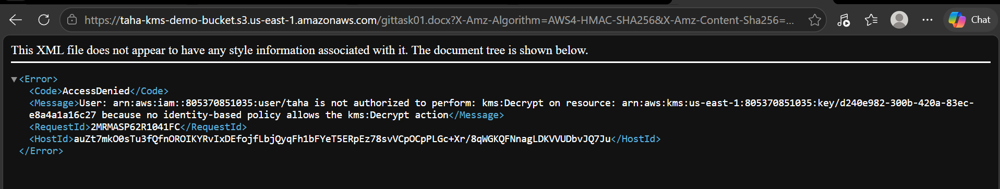 https://taha-kms-demo-bucket.s3.us-east-1.amazonaws.com/gittask01.docx?X-Amz-Algorithm=AWS4-HMAC-SHA256&X-Amz-Content-Sha256=...
Chat
This XML file does not appear to have any style information associated with it. The document tree is shown below.
▼<Error>
<Code>AccessDenied</Code>
<Message>User: arn:aws:iam::805370851035:user/taha is not authorized to perform: kms:Decrypt on resource: arn:aws:kms:us-east-1:805370851035:key/d240e982-300b-420a-83ec-
e8a4a1a16c27 because no identity-based policy allows the kms:Decrypt action</Message>
<RequestId>2MRMASP62R1041FC</RequestId>
<HostId>auZt7mkO0sTu3fQfnOROIKYRvIxDEfojfLbjQyqFh1bFYeT5ERpEz78svVCpOCpPLGc+Xr/8qWGKQFNnagLDKVVUDbvJQ7Ju</HostId>
</Error>